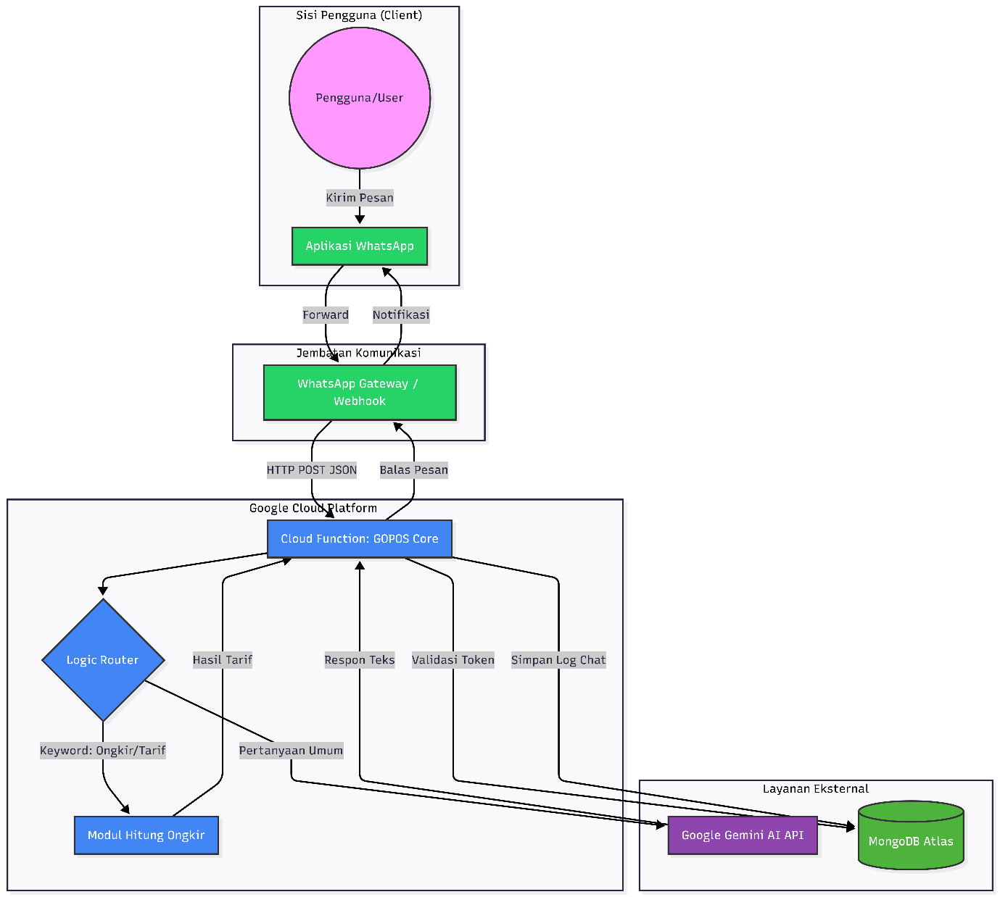 Sisi Pengguna (Client)
Pengguna/User
Kirim Pesan
Aplikasi WhatsApp
Forward
Notifikasi
Jembatan Komunikasi
WhatsApp Gateway /
Webhook
HTTP POST JSON
Balas Pesan
Google Cloud Platform
Cloud Function: GOPOS Core
Logic Router
Hasil Tarif
Respon Teks
Validasi Token
Simpan Log Chat
Keyword: Ongkir/Tarif
Pertanyaan Umum
Layanan Eksternal
Modul Hitung Ongkir
Google Gemini AI API
MongoDB Atlas